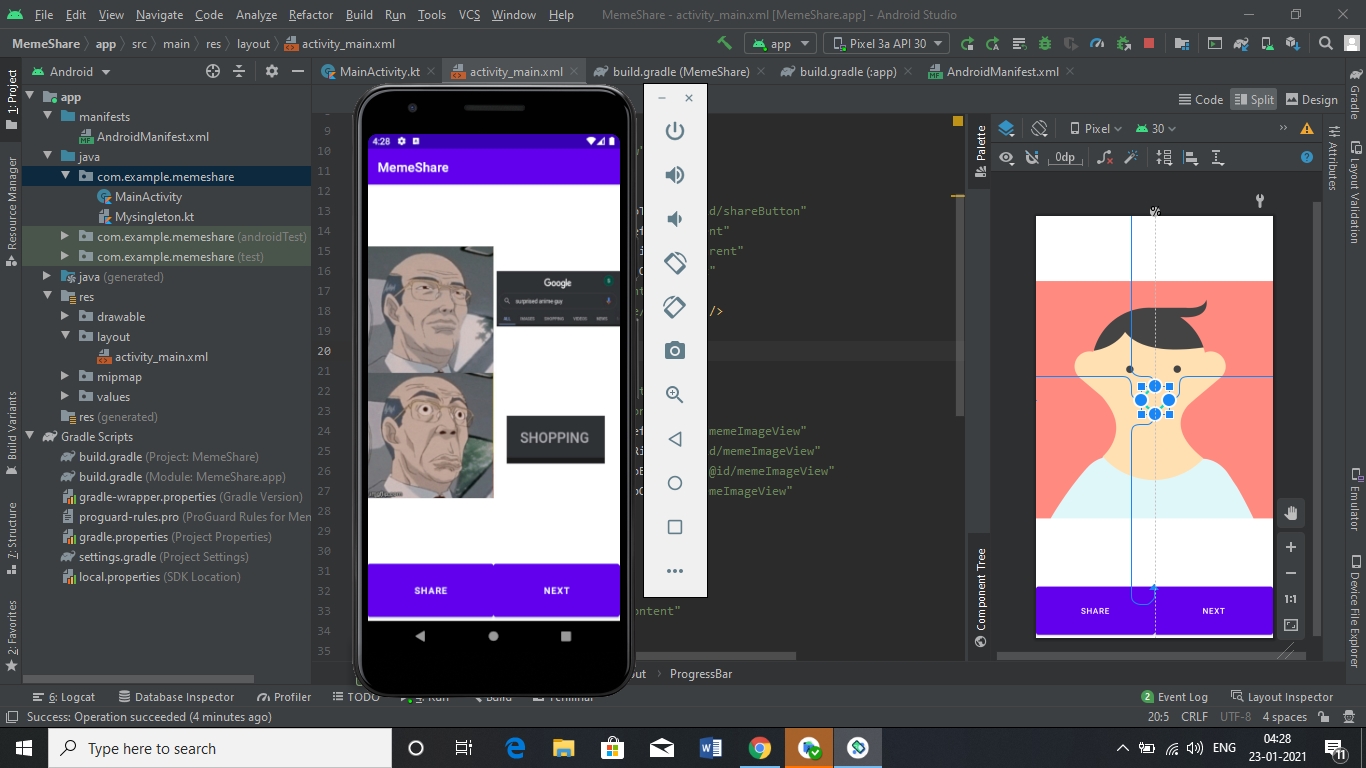 File Edit View Navigate Code Analyze Refactor Build Run Tools VCS Window Help MemeShare - activity_main.xml [MemeShare.app] - Android Studio
MemeShare app src main res layout activity_main.xml app Pixel 3a API 30
1: Project Android MainActivity.kt activity_main.xml build.gradle (MemeShare) build.gradle (:app) AndroidManifest.xml Gradle
Code Split Design
app
manifests
AndroidManifest.xml
java
com.example.memeshare
MainActivity
Mysingleton.kt
com.example.memeshare (androidTest)
com.example.memeshare (test)
java (generated)
res
drawable
layout
activity_main.xml
mipmap
values
res (generated)
Gradle Scripts
build.gradle (Project: MemeShare)
build.gradle (Module: MemeShare.app)
gradle-wrapper.properties (Gradle Version)
proguard-rules.pro (ProGuard Rules for Mem
gradle.properties (Project Properties)
settings.gradle (Project Settings)
local.properties (SDK Location)
Resource Manager
Build Variants
7: Structure
2: Favorites
9
10
11
12
13
14
15
16
17
18
19
20
21
22
23
24
25
26
27
28
29
30
31
32
33
34
35
4:28
MemeShare
Google
surprised anime guy
ALL IMAGES SHOPPING VIDEOS NEWS
SHOPPING
SHARE NEXT
d/shareButton"
ent"
rent"
"
/>
memeImageView"
d/memeImageView"
@id/memeImageView"
memeImageView"
ontent"
ut ProgressBar
Palette
Pixel 30
0dp
Component Tree
SHARE NEXT
1:1
Attributes
Layout Validation
Emulator
Device File Explorer
6: Logcat Database Inspector Profiler TODO 4: Run Build Terminal 2 Event Log Layout Inspector
Success: Operation succeeded (4 minutes ago) 20:5 CRLF UTF-8 4 spaces
Type here to search
ENG
04:28
23-01-2021
11